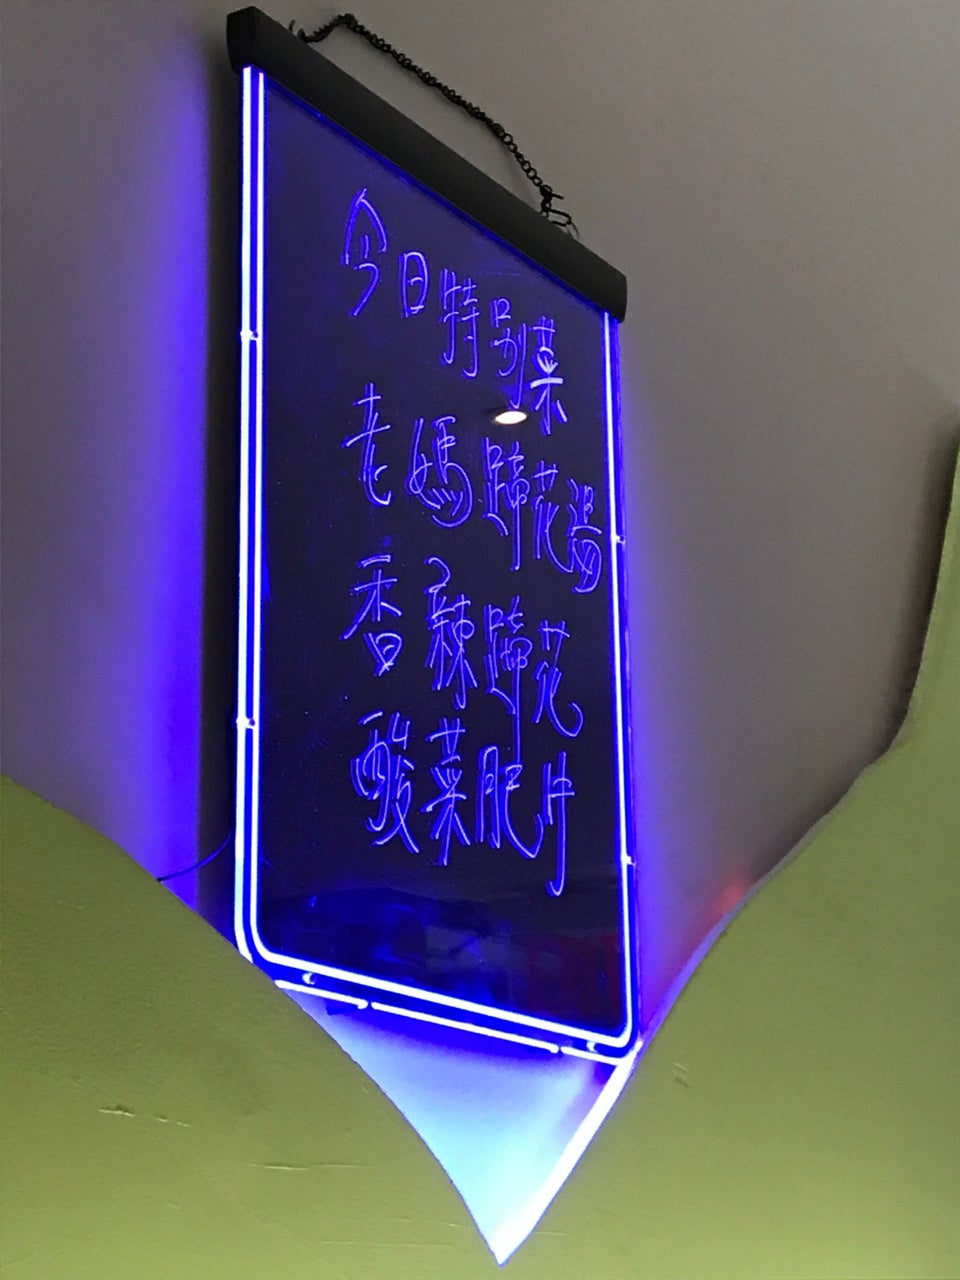 今日特别菜
老媽蹄花湯
香辣蹄花
酸菜肥片